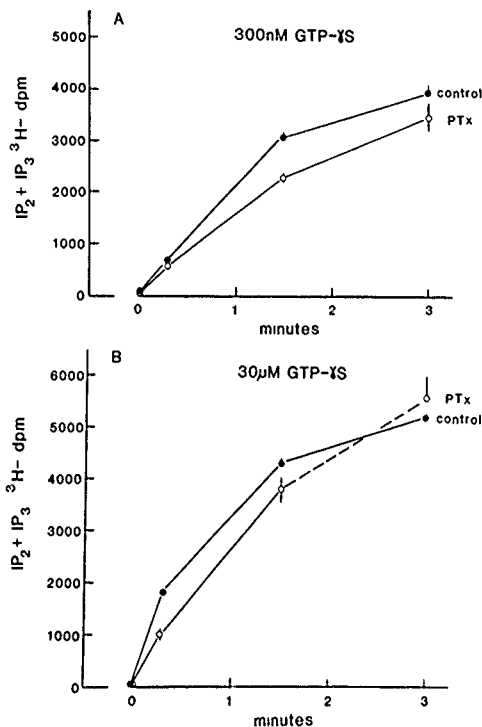 A
300nM GTP-ɣS
IP₂ + IP₃ ³H- dpm
5000
4000
3000
2000
1000
0
control
PTx
0 1 2 3
minutes
B
30µM GTP-ɣS
IP₂ + IP₃ ³H- dpm
6000
5000
4000
3000
2000
1000
0
PTx
control
0 1 2 3
minutes